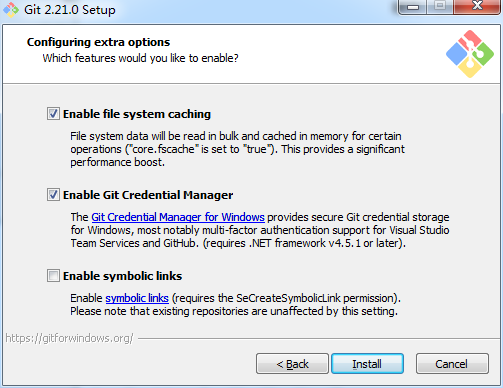 Git 2.21.0 Setup
Configuring extra options
Which features would you like to enable?
Enable file system caching
File system data will be read in bulk and cached in memory for certain
operations ("core.fscache" is set to "true"). This provides a significant
performance boost.
Enable Git Credential Manager
The Git Credential Manager for Windows provides secure Git credential storage
for Windows, most notably multi-factor authentication support for Visual Studio
Team Services and GitHub. (requires .NET framework v4.5.1 or later).
Enable symbolic links
Enable symbolic links (requires the SeCreateSymbolicLink permission).
Please note that existing repositories are unaffected by this setting.
https://gitforwindows.org/
< Back Install Cancel